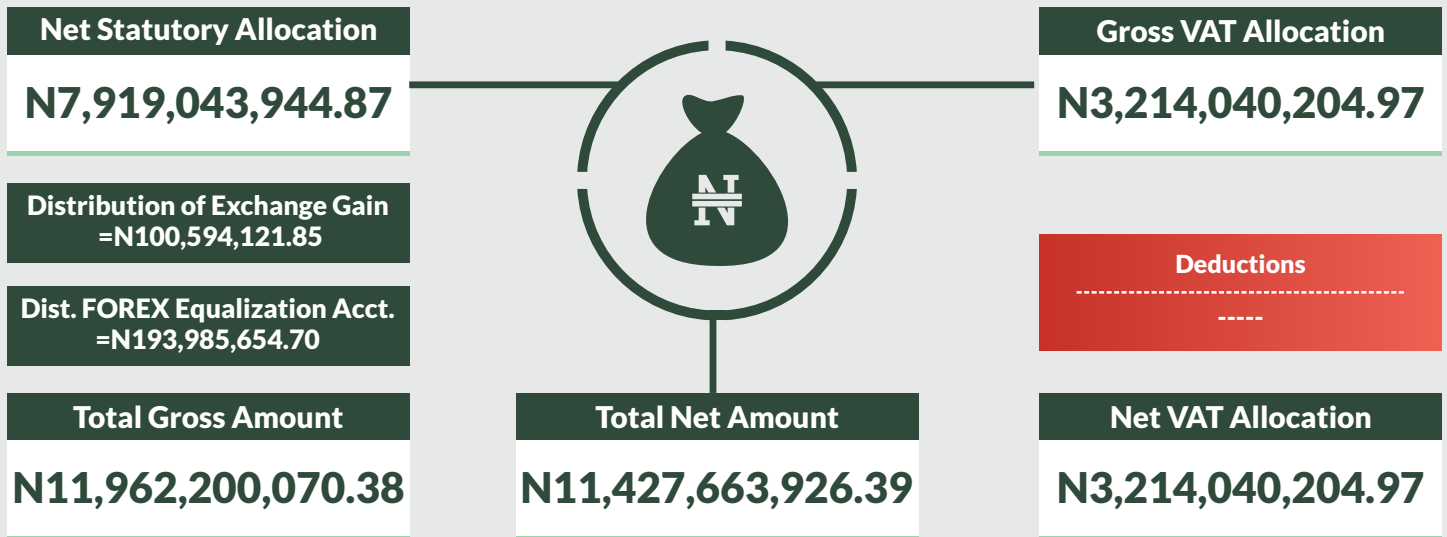 Net Statutory Allocation
N7,919,043,944.87
Distribution of Exchange Gain
=N100,594,121.85
Dist. FOREX Equalization Acct.
=N193,985,654.70
Total Gross Amount
N11,962,200,070.38
N
Total Net Amount
N11,427,663,926.39
Gross VAT Allocation
N3,214,040,204.97
Deductions
--------------------------------------------
-----
Net VAT Allocation
N3,214,040,204.97